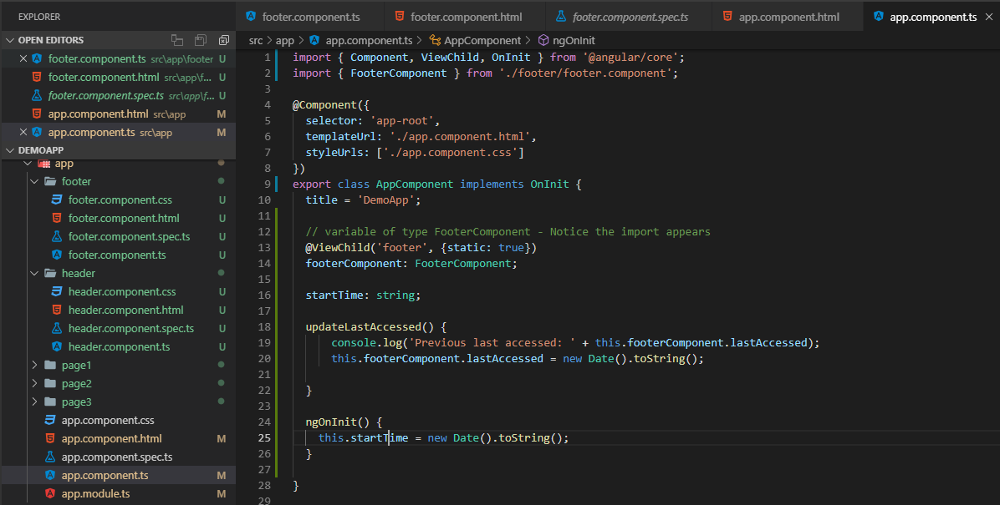 EXPLORER
OPEN EDITORS
footer.component.ts src\app\footer U
footer.component.html src\app\f... U
footer.component.spec.ts src\app\f... U
app.component.html src\app M
app.component.ts src\app M
DEMOAPP
app
footer
footer.component.css U
footer.component.html U
footer.component.spec.ts U
footer.component.ts U
header
header.component.css U
header.component.html U
header.component.spec.ts U
header.component.ts U
page1
page2
page3
app.component.css
app.component.html M
app.component.spec.ts
app.component.ts M
app.module.ts M
footer.component.ts footer.component.html footer.component.spec.ts app.component.html app.component.ts
src > app > app.component.ts > AppComponent > ngOnInit
1 import { Component, ViewChild, OnInit } from '@angular/core';
2 import { FooterComponent } from './footer/footer.component';
3
4 @Component({
5 selector: 'app-root',
6 templateUrl: './app.component.html',
7 styleUrls: ['./app.component.css']
8 })
9 export class AppComponent implements OnInit {
10 title = 'DemoApp';
11
12 // variable of type FooterComponent - Notice the import appears
13 @ViewChild('footer', {static: true})
14 footerComponent: FooterComponent;
15
16 startTime: string;
17
18 updateLastAccessed() {
19 console.log('Previous last accessed: ' + this.footerComponent.lastAccessed);
20 this.footerComponent.lastAccessed = new Date().toString();
21
22 }
23
24 ngOnInit() {
25 this.startTime = new Date().toString();
26 }
27
28 }
29